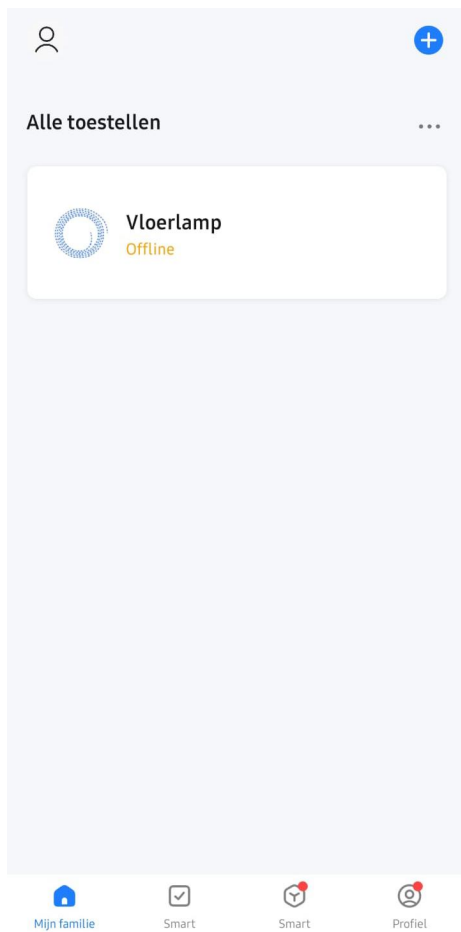 Alle toestellen
Vloerlamp
Offline
Mijn familie
Smart
Smart
Profiel